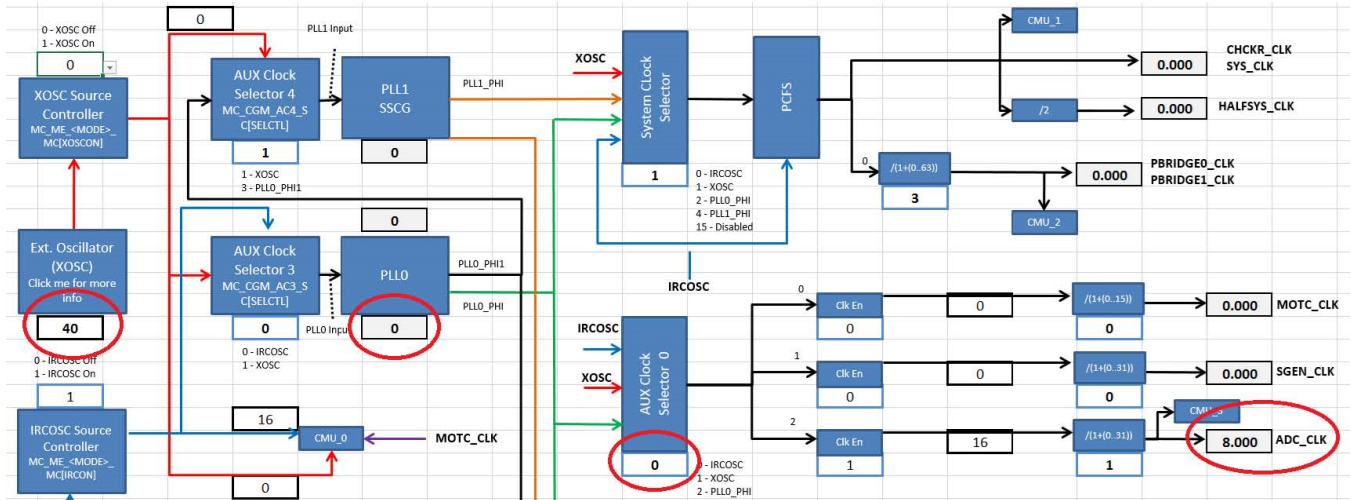 0 - XOSC Off
1 - XOSC On
0
0
XOSC Source
Controller
MC_ME_<MODE>_
MC[XOSCON]
Ext. Oscillator
(XOSC)
Click me for more
info
40
0 - IRCOSC Off
1 - IRCOSC On
1
IRCOSC Source
Controller
MC_ME_<MODE>_
MC[IRCON]
AUX Clock
Selector 4
MC_CGM_AC4_S
C[SELCTL]
1
1 - XOSC
3 - PLL0_PHI1
PLL1 Input
PLL1
SSCG
0
PLL1_PHI
AUX Clock
Selector 3
MC_CGM_AC3_S
C[SELCTL]
0
0 - IRCOSC
1 - XOSC
PLL0 Input
0
PLL0
0
PLL0_PHI1
PLL0_PHI
16
CMU_0
MOTC_CLK
0
XOSC
System Clock
Selector
1
0 - IRCOSC
1 - XOSC
2 - PLL0_PHI
4 - PLL1_PHI
15 - Disabled
PCFS
IRCOSC
CMU_1
0.000
CHCKR_CLK
SYS_CLK
/2
0.000
HALFSYS_CLK
0
/(1+(0..63))
3
0.000
PBRIDGE0_CLK
PBRIDGE1_CLK
CMU_2
IRCOSC
XOSC
AUX Clock
Selector 0
0
0 - IRCOSC
1 - XOSC
2 - PLL0_PHI
0
Clk En
0
0
/(1+(0..15))
0
0.000
MOTC_CLK
1
Clk En
0
0
/(1+(0..31))
0
0.000
SGEN_CLK
2
Clk En
1
16
/(1+(0..31))
1
CMU_3
8.000
ADC_CLK